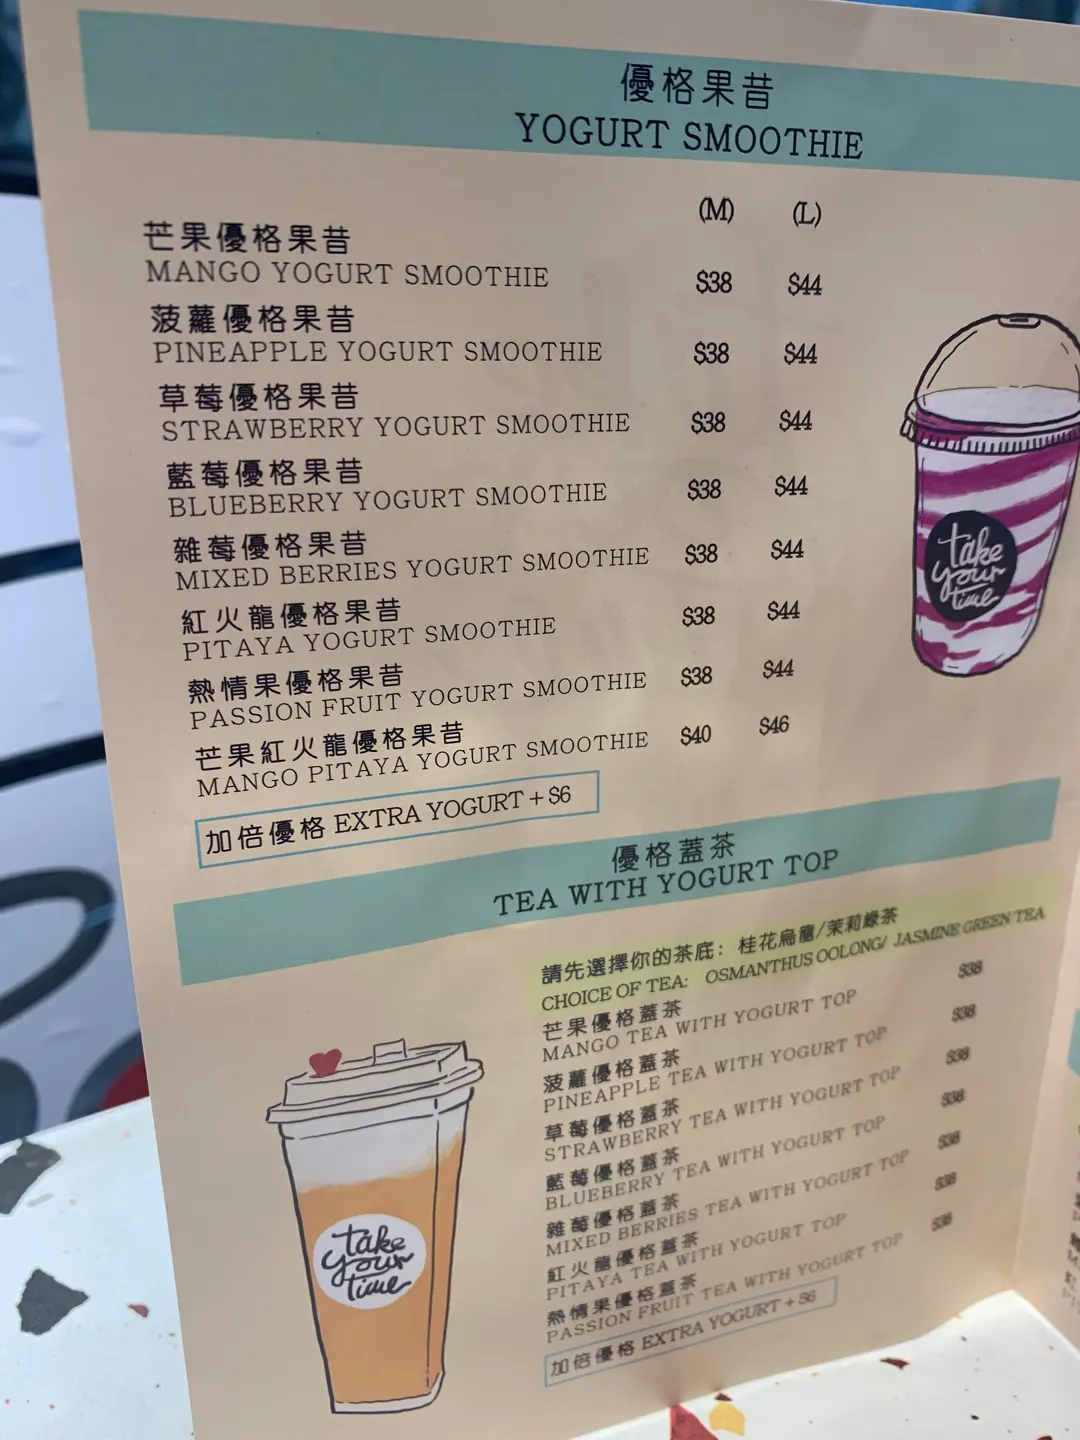 優格果昔
YOGURT SMOOTHIE
(M) (L)
芒果優格果昔
MANGO YOGURT SMOOTHIE $38 $44
菠蘿優格果昔
PINEAPPLE YOGURT SMOOTHIE $38 $44
草莓優格果昔
STRAWBERRY YOGURT SMOOTHIE $38 $44
藍莓優格果昔
BLUEBERRY YOGURT SMOOTHIE $38 $44
雜莓優格果昔
MIXED BERRIES YOGURT SMOOTHIE $38 $44
紅火龍優格果昔
PITAYA YOGURT SMOOTHIE $38 $44
熱情果優格果昔
PASSION FRUIT YOGURT SMOOTHIE $38 $44
芒果紅火龍優格果昔
MANGO PITAYA YOGURT SMOOTHIE $40 $46
加倍優格 EXTRA YOGURT + $6
take
your
time
優格蓋茶
TEA WITH YOGURT TOP
請先選擇你的茶底: 桂花烏龍/茉莉綠茶
CHOICE OF TEA: OSMANTHUS OOLONG/ JASMINE GREEN TEA
芒果優格蓋茶
MANGO TEA WITH YOGURT TOP $38
菠蘿優格蓋茶
PINEAPPLE TEA WITH YOGURT TOP $38
草莓優格蓋茶
STRAWBERRY TEA WITH YOGURT TOP $38
藍莓優格蓋茶
BLUEBERRY TEA WITH YOGURT TOP $38
雜莓優格蓋茶
MIXED BERRIES TEA WITH YOGURT TOP $38
紅火龍優格蓋茶
PITAYA TEA WITH YOGURT TOP $38
熱情果優格蓋茶
PASSION FRUIT TEA WITH YOGURT TOP $38
加倍優格 EXTRA YOGURT + $6
take
your
time